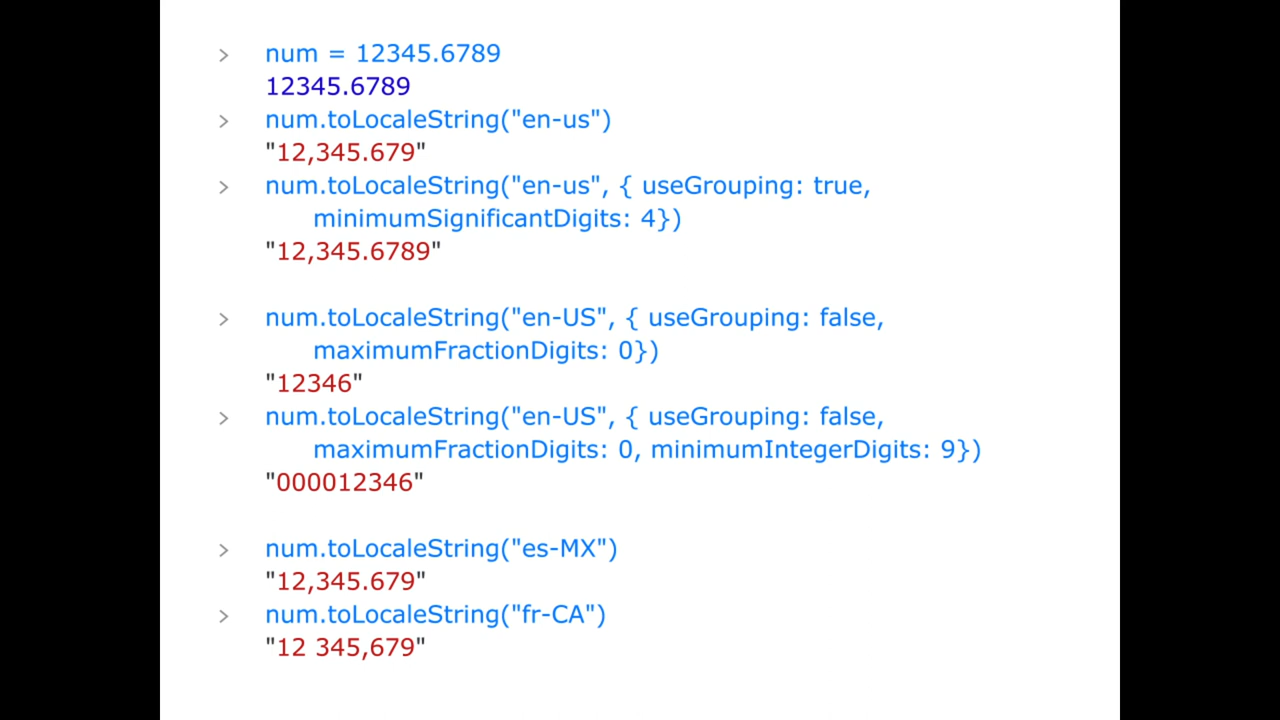 > num = 12345.6789
12345.6789
> num.toLocaleString("en-us")
"12,345.679"
> num.toLocaleString("en-us", { useGrouping: true,
minimumSignificantDigits: 4})
"12,345.6789"
> num.toLocaleString("en-US", { useGrouping: false,
maximumFractionDigits: 0})
"12346"
> num.toLocaleString("en-US", { useGrouping: false,
maximumFractionDigits: 0, minimumIntegerDigits: 9})
"000012346"
> num.toLocaleString("es-MX")
"12,345.679"
> num.toLocaleString("fr-CA")
"12 345,679"